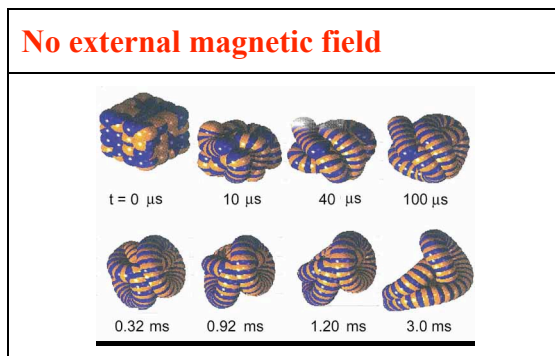 No external magnetic field
t = 0 μs
10 μs
40 μs
100 μs
0.32 ms
0.92 ms
1.20 ms
3.0 ms